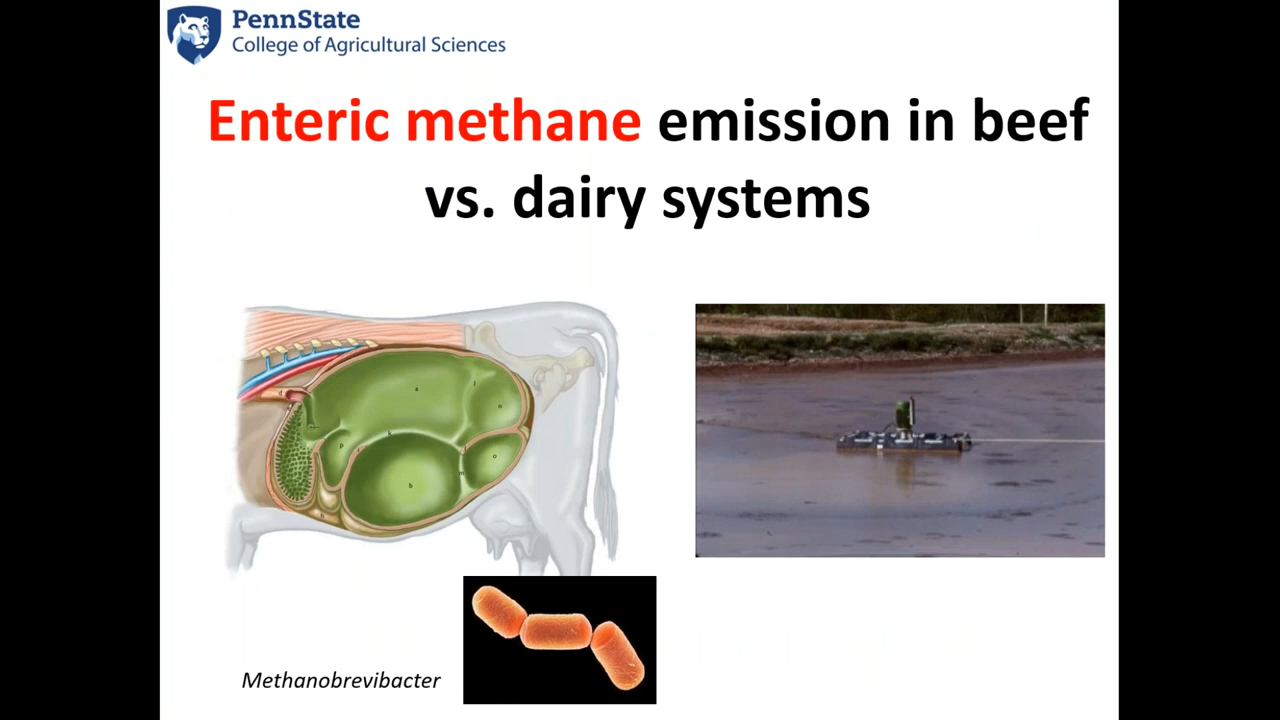 PennState
College of Agricultural Sciences
Enteric methane emission in beef
vs. dairy systems
Methanobrevibacter